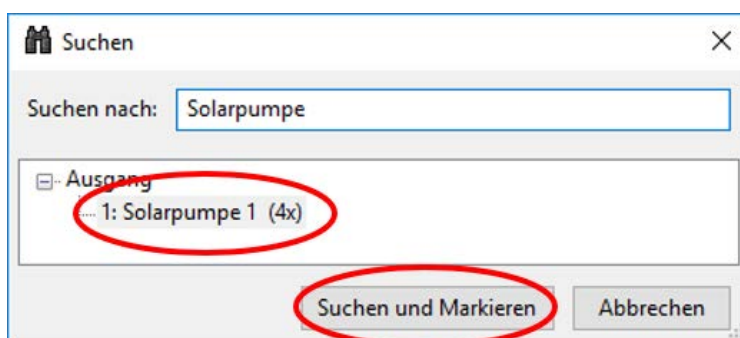 Suchen
Suchen nach: Solarpumpe
Ausgang
1: Solarpumpe 1 (4x)
Suchen und Markieren Abbrechen